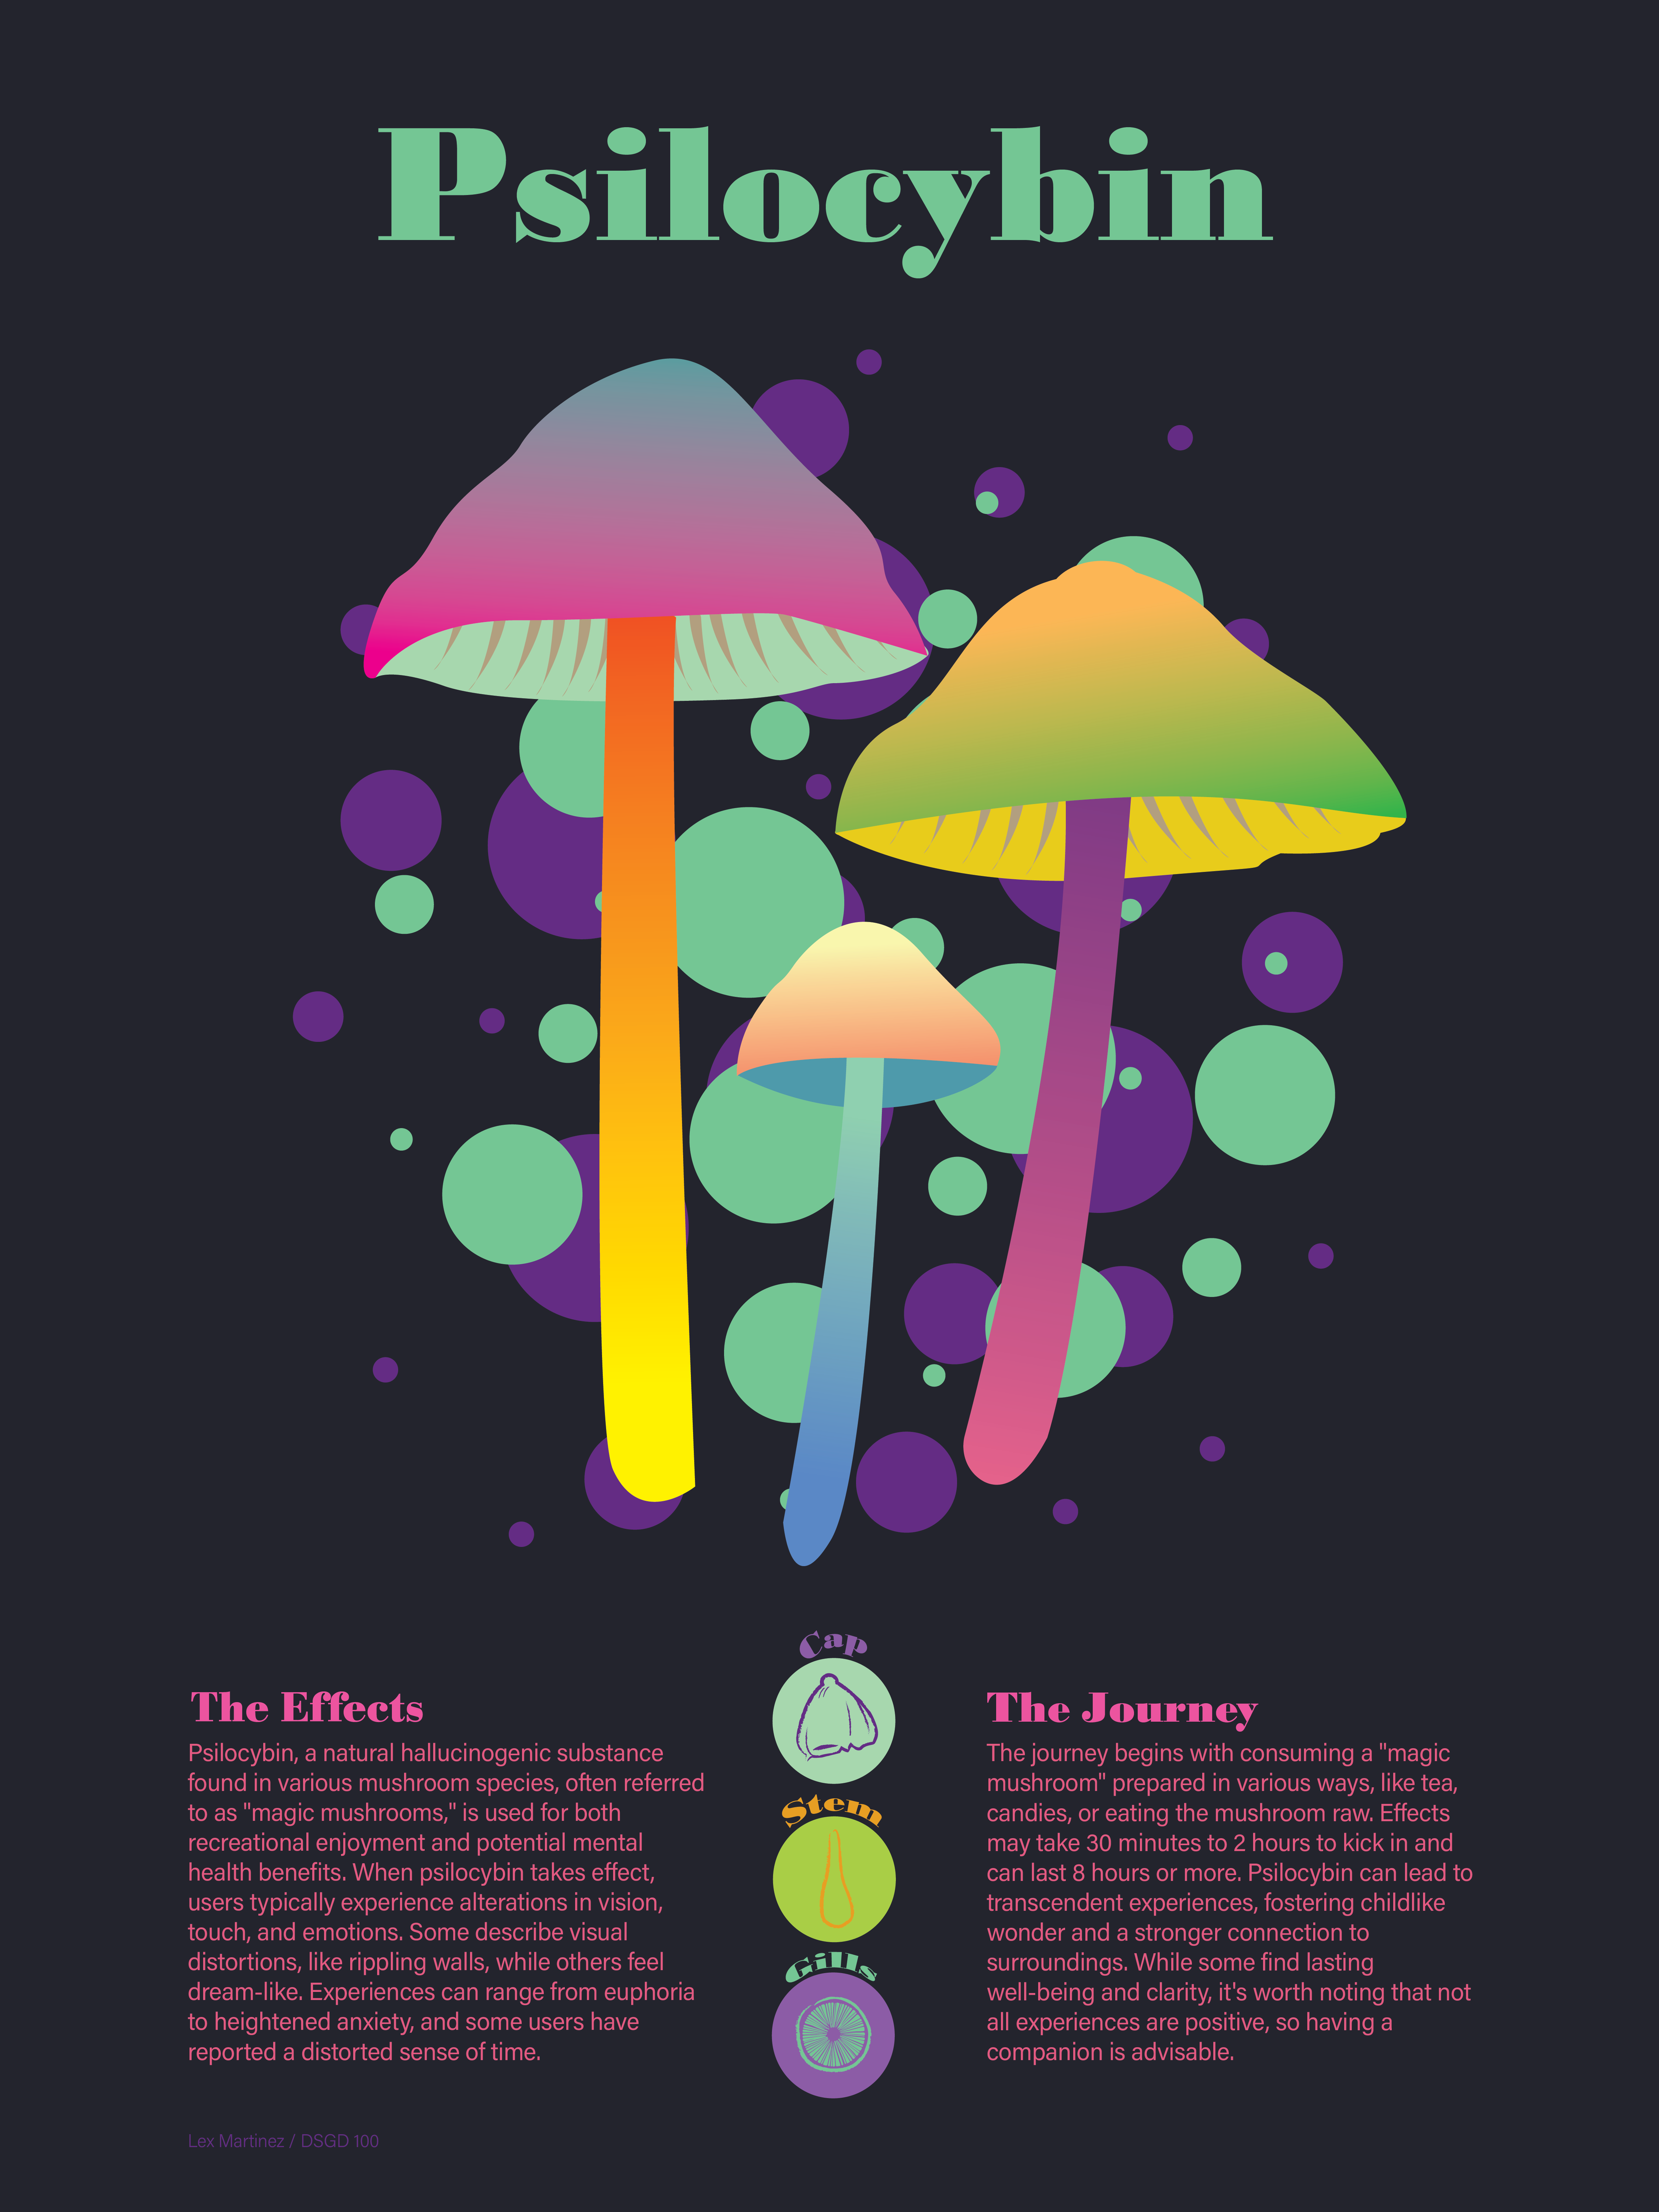 Psilocybin
The Effects
Psilocybin, a natural hallucinogenic substance
found in various mushroom species, often referred
to as "magic mushrooms," is used for both
recreational enjoyment and potential mental
health benefits. When psilocybin takes effect,
users typically experience alterations in vision,
touch, and emotions. Some describe visual
distortions, like rippling walls, while others feel
dream-like. Experiences can range from euphoria
to heightened anxiety, and some users have
reported a distorted sense of time.
Cap
Stem
Gills
The Journey
The journey begins with consuming a "magic
mushroom" prepared in various ways, like tea,
candies, or eating the mushroom raw. Effects
may take 30 minutes to 2 hours to kick in and
can last 8 hours or more. Psilocybin can lead to
transcendent experiences, fostering childlike
wonder and a stronger connection to
surroundings. While some find lasting
well-being and clarity, it's worth noting that not
all experiences are positive, so having a
companion is advisable.
Lex Martinez / DSGD 100